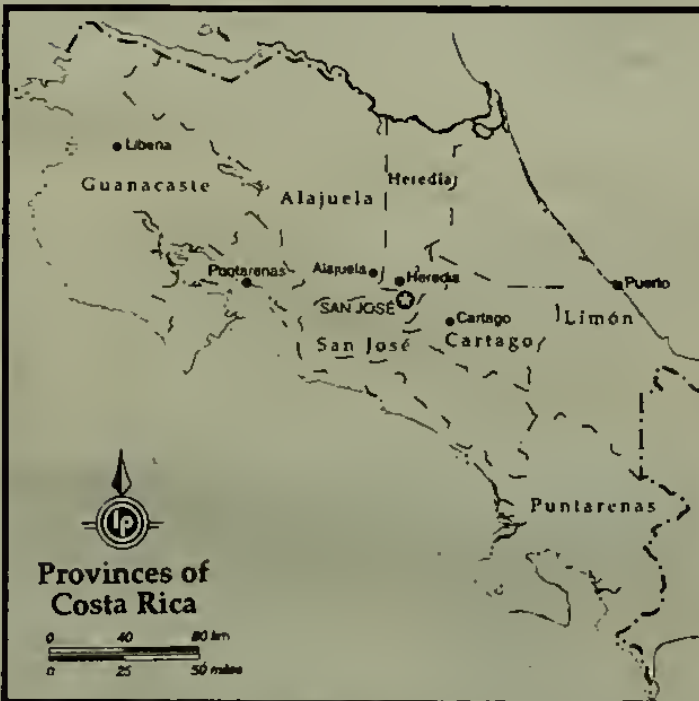 Liberia
Guanacaste
Alajuela
Heredia
Puntarenas
Alajuela
Heredia
Puerto
SAN JOSÉ
Cartago
Limón
San José
Cartago
Puntarenas
lp
Provinces of
Costa Rica
0 40 80 km
0 25 50 miles